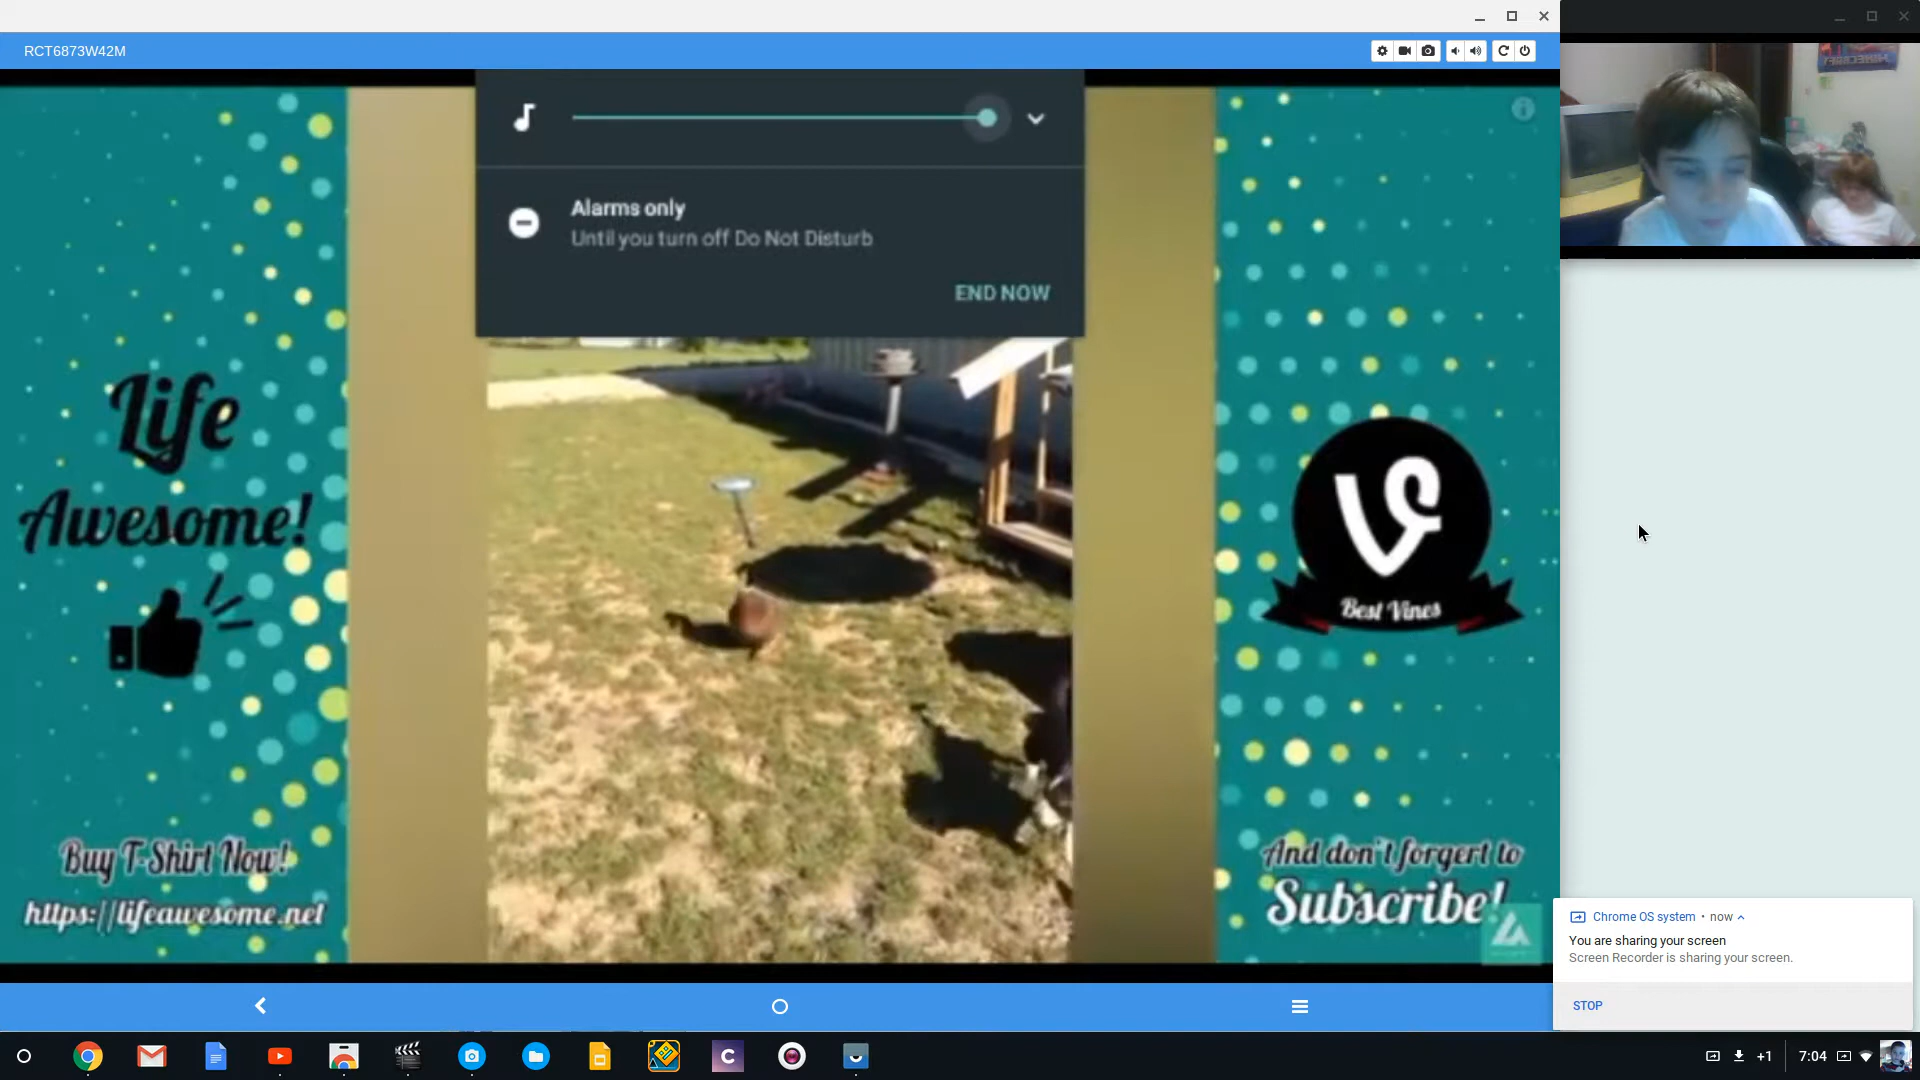 RCT6873W42M
Alarms only
Until you turn off Do Not Disturb
END NOW
Life
Awesome!
Buy T-Shirt Now!
https://lifeawesome.net
Best Vines
And don't forgert to
Subscribe!
Chrome OS system • now
You are sharing your screen
Screen Recorder is sharing your screen.
STOP
C
+1
7:04